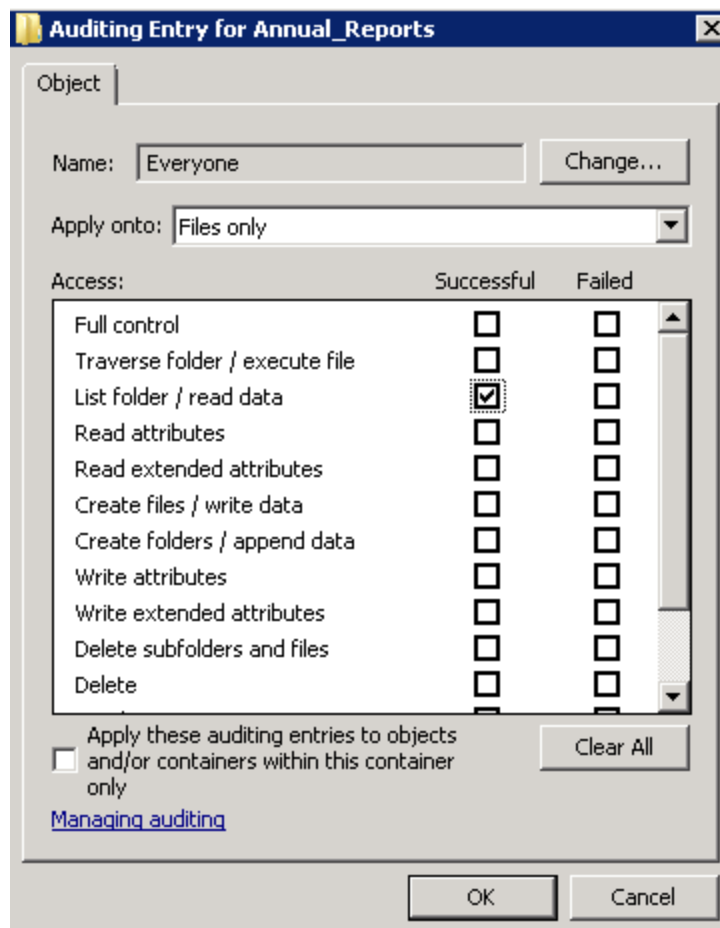 Auditing Entry for Annual_Reports
Object
Name: Everyone Change...
Apply onto: Files only
Access: Successful Failed
Full control
Traverse folder / execute file
List folder / read data
Read attributes
Read extended attributes
Create files / write data
Create folders / append data
Write attributes
Write extended attributes
Delete subfolders and files
Delete
Apply these auditing entries to objects
and/or containers within this container
only
Clear All
Managing auditing
OK Cancel